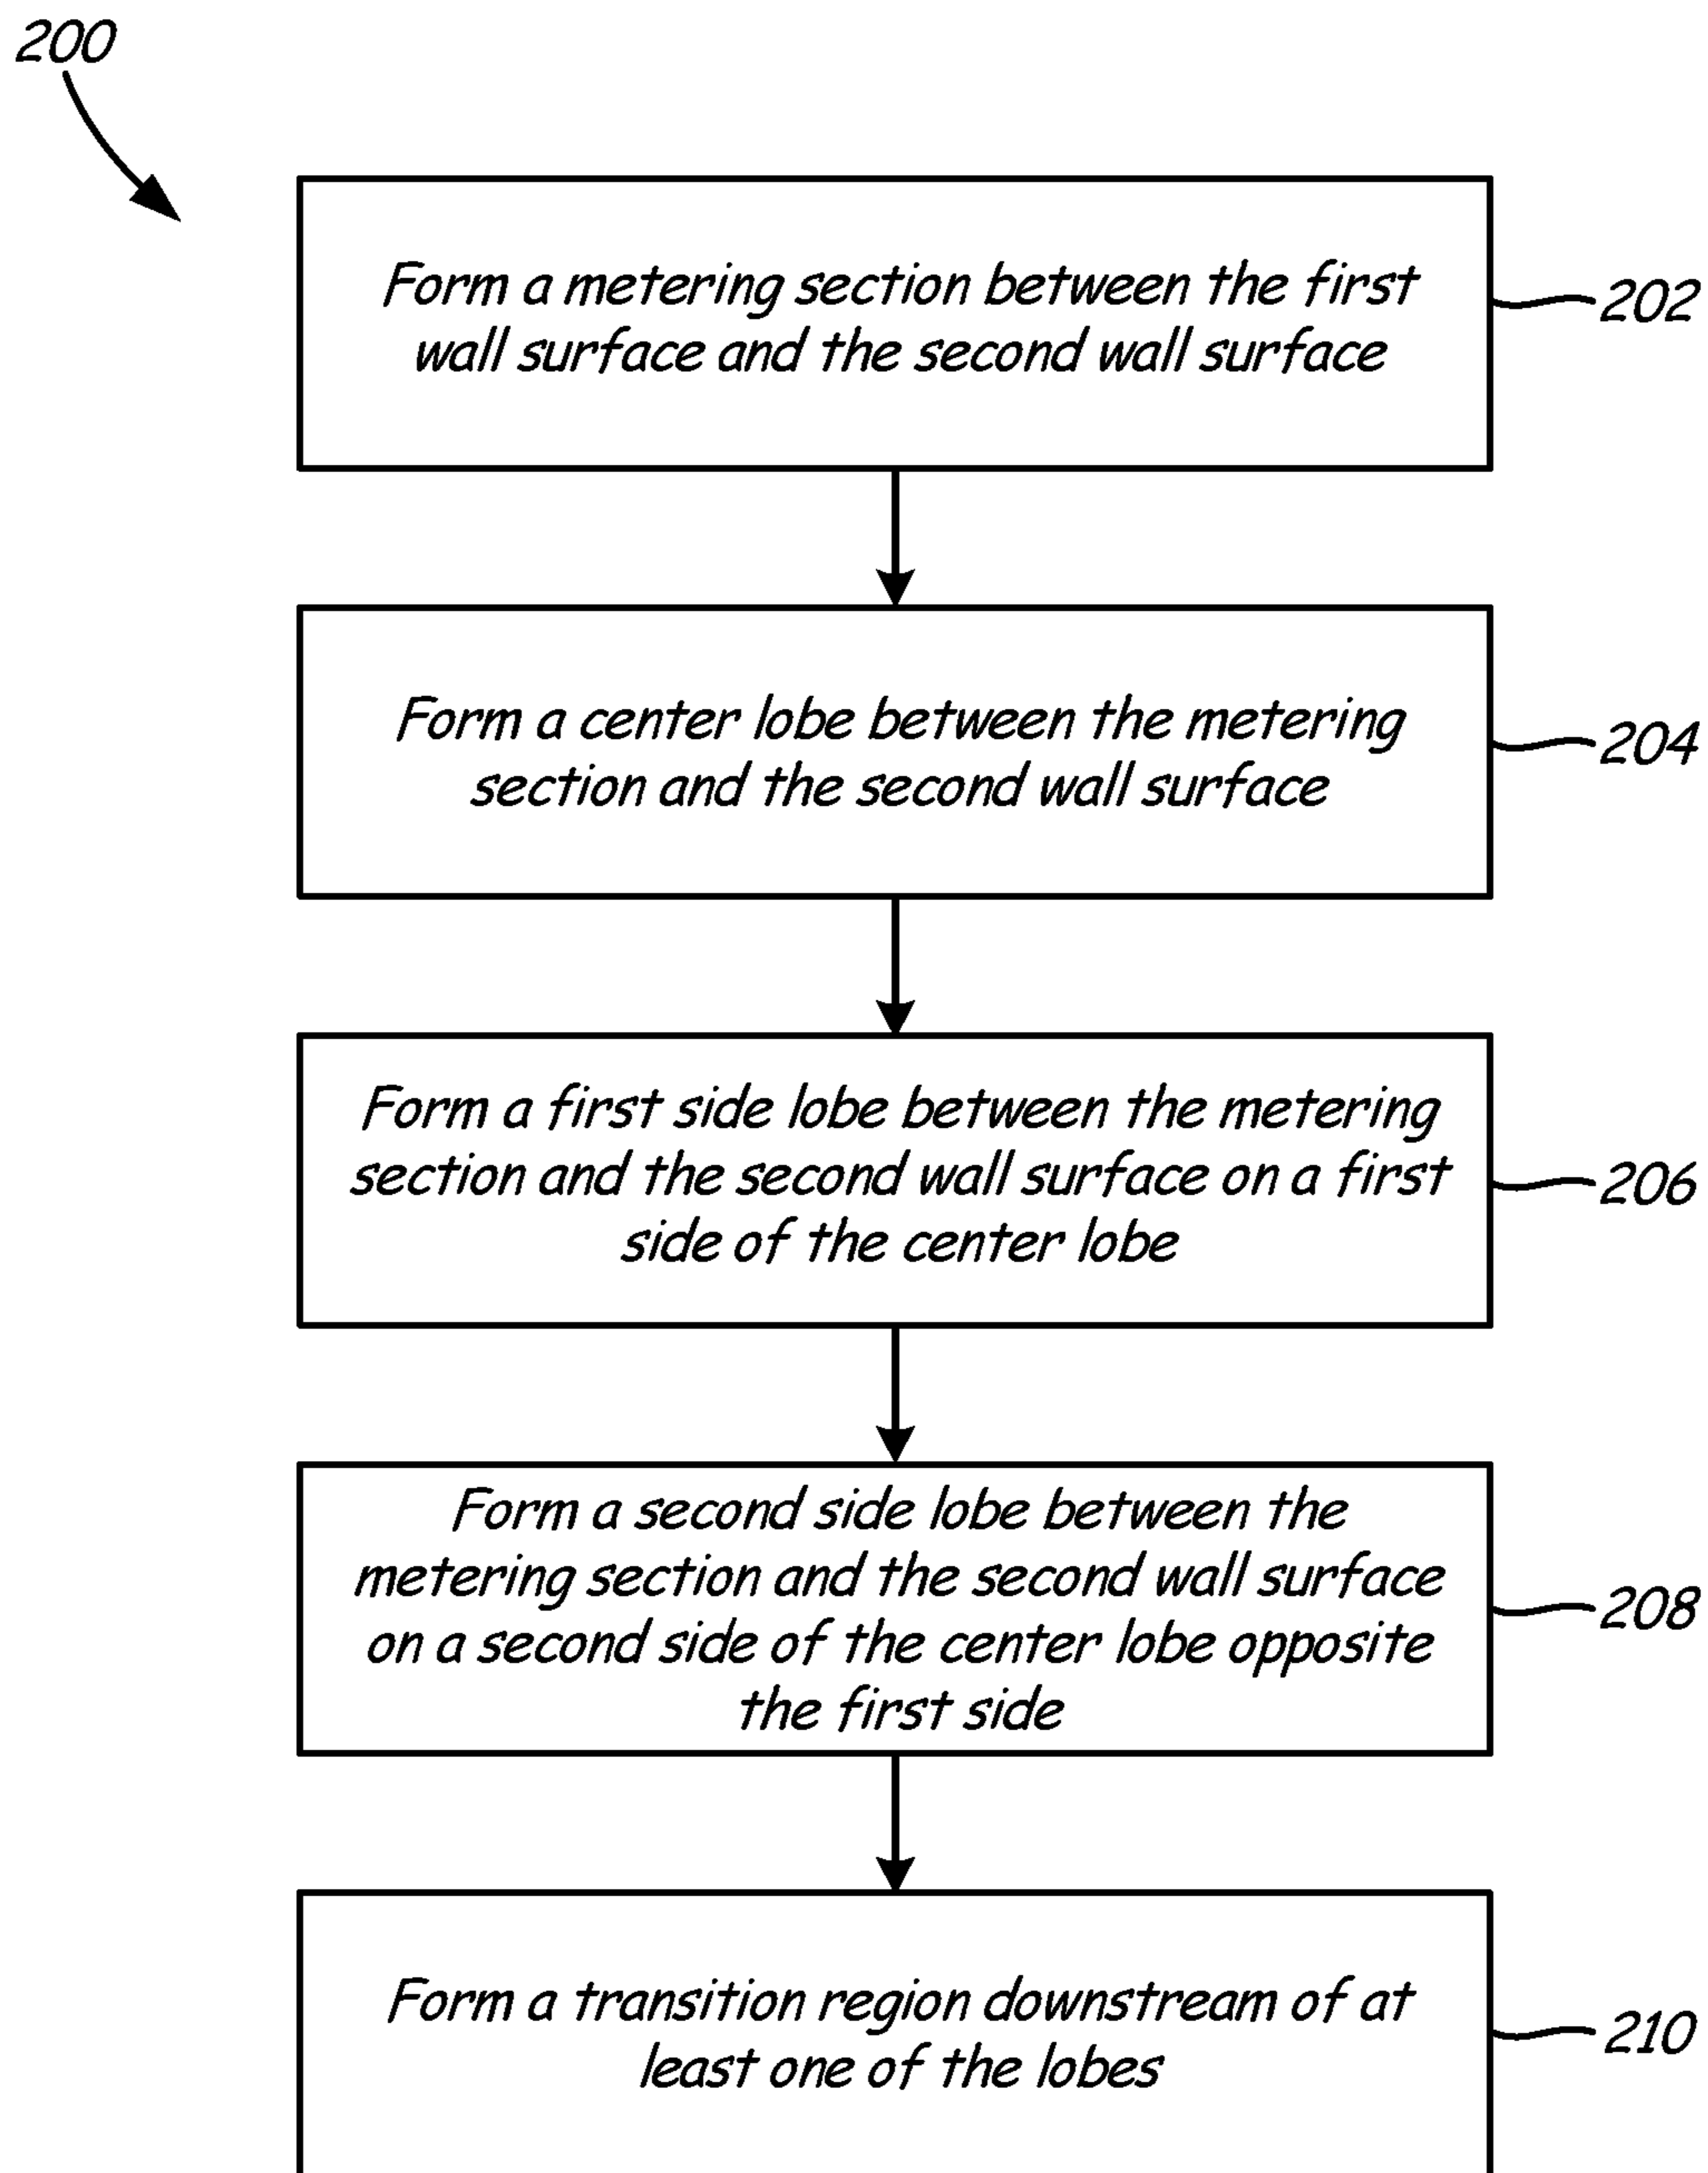 200
Form a metering section between the first
wall surface and the second wall surface
202
Form a center lobe between the metering
section and the second wall surface
204
Form a first side lobe between the metering
section and the second wall surface on a first
side of the center lobe
206
Form a second side lobe between the
metering section and the second wall surface
on a second side of the center lobe opposite
the first side
208
Form a transition region downstream of at
least one of the lobes
210